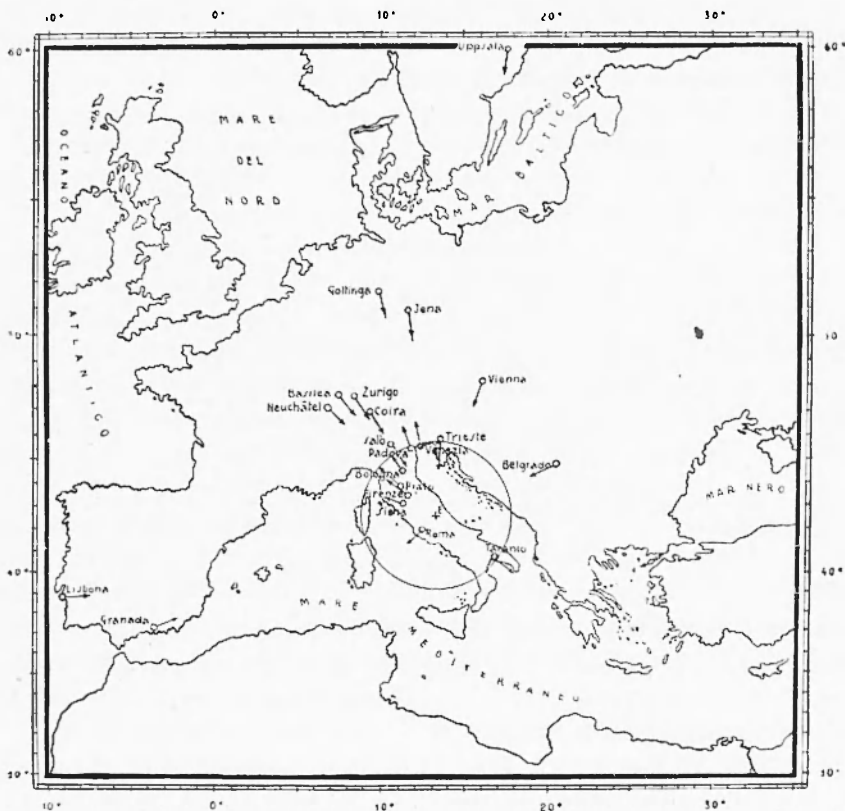 10°
0°
10°
20°
30°
60°
Uppsala
60°
OCEANO
ATLANTICO
MARE
DEL
NORD
MAR BALTICO
Gottinga
Jena
Basilea
Zurigo
Neuchâtel
Coira
Vienna
Salò
Trieste
Padova
Venezia
Belgrado
Bologna
Prato
Firenze
Siena
E
Roma
MAR NERO
Taranto
40°
40°
Lisbona
Granada
MARE
MEDITERRANEO
10°
0°
10°
20°
30°